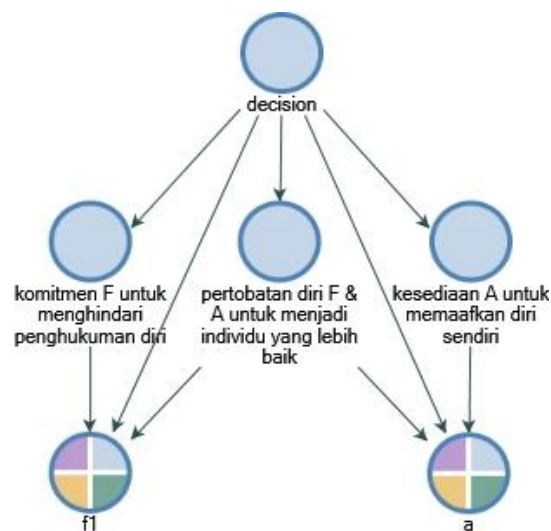 decision
komitmen F untuk
menghindari
penghukuman diri
pertobatan diri F &
A untuk menjadi
individu yang lebih
baik
kesediaan A untuk
memaafkan diri
sendiri
f1
a